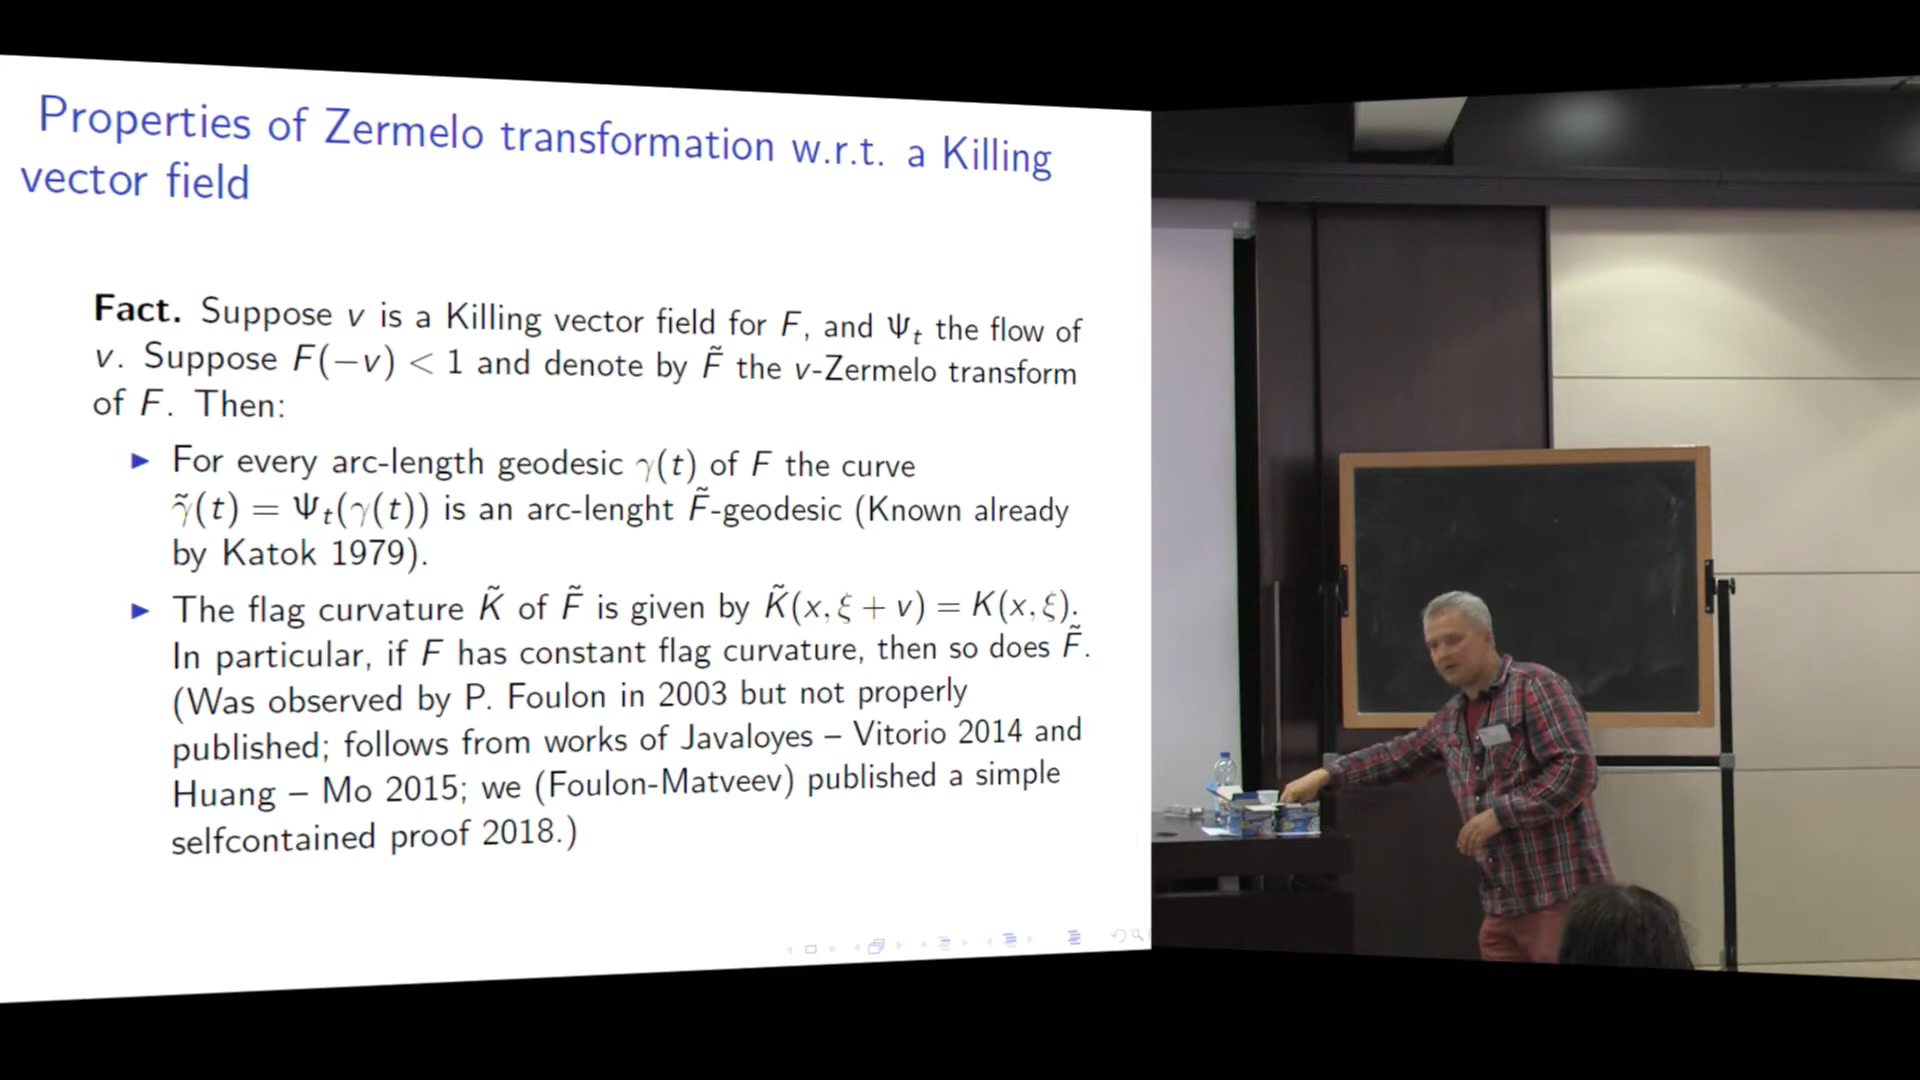 Properties of Zermelo transformation w.r.t. a Killing
vector field
Fact. Suppose v is a Killing vector field for F, and Ψₜ the flow of
v. Suppose F(−v) < 1 and denote by F̃ the v-Zermelo transform
of F. Then:
▶ For every arc-length geodesic γ(t) of F the curve
γ̃(t) = Ψₜ(γ(t)) is an arc-lenght F̃-geodesic (Known already
by Katok 1979).
▶ The flag curvature K̃ of F̃ is given by K̃(x, ξ + v) = K(x, ξ).
In particular, if F has constant flag curvature, then so does F̃.
(Was observed by P. Foulon in 2003 but not properly
published; follows from works of Javaloyes – Vitorio 2014 and
Huang – Mo 2015; we (Foulon-Matveev) published a simple
selfcontained proof 2018.)